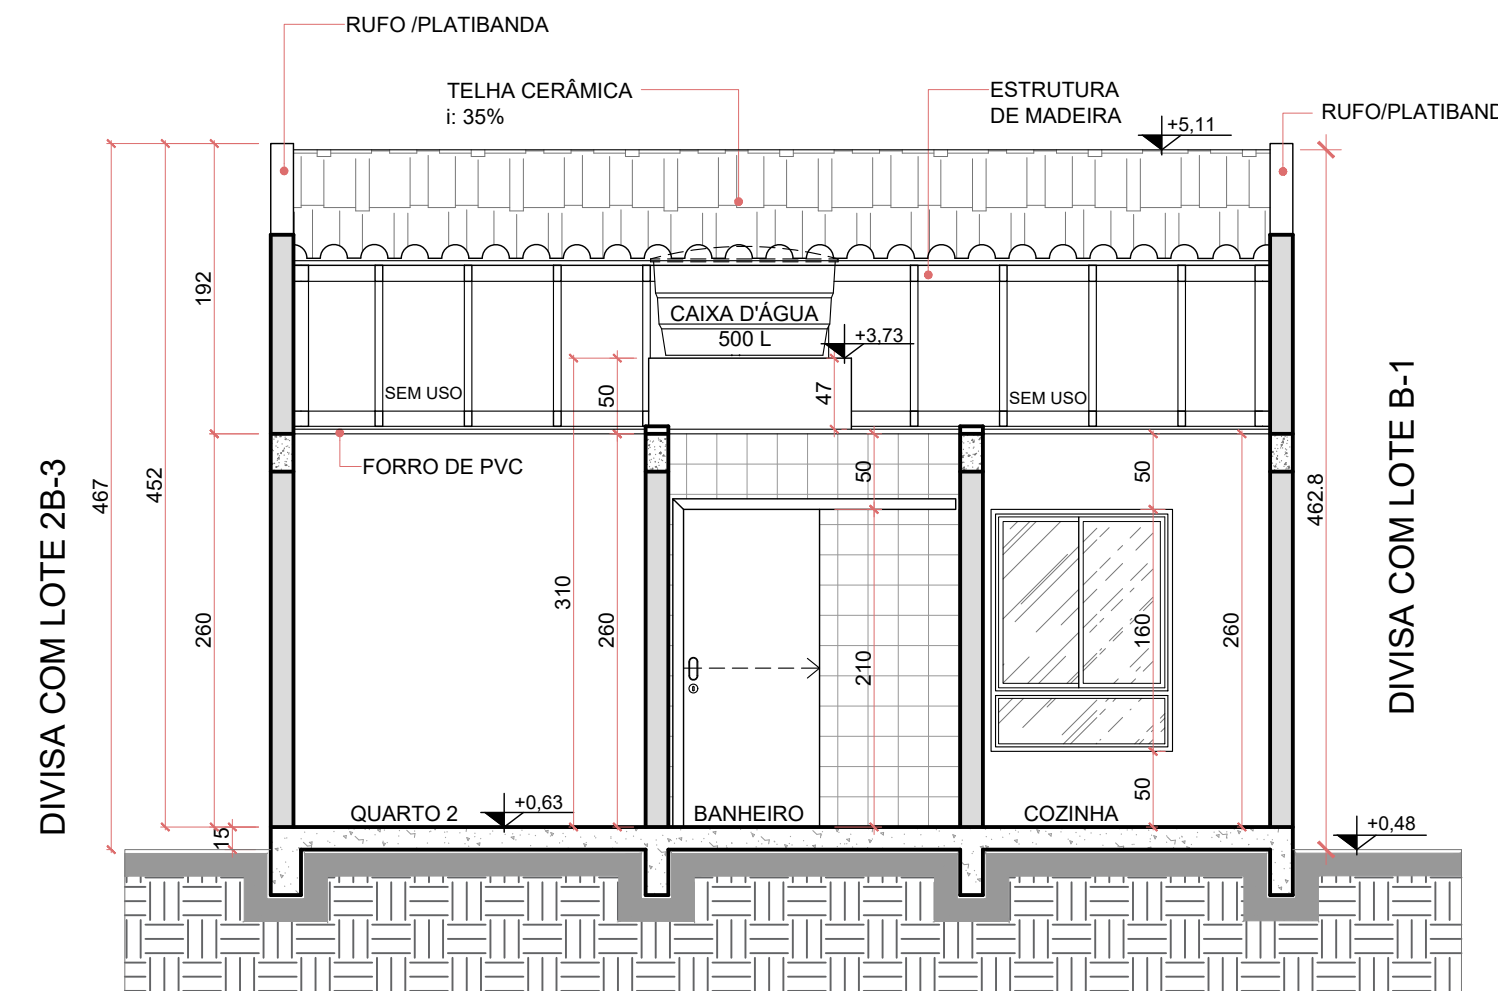 RUFO /PLATIBANDA
TELHA CERÂMICA
i: 35%
ESTRUTURA
DE MADEIRA
+5,11
RUFO/PLATIBAND
192
CAIXA D'ÁGUA
500 L
+3,73
SEM USO
50
47
SEM USO
FORRO DE PVC
DIVISA COM LOTE 2B-3
467
452
260
310
260
50
210
50
160
50
260
462.8
DIVISA COM LOTE B-1
QUARTO 2
+0,63
BANHEIRO
COZINHA
15
+0,48